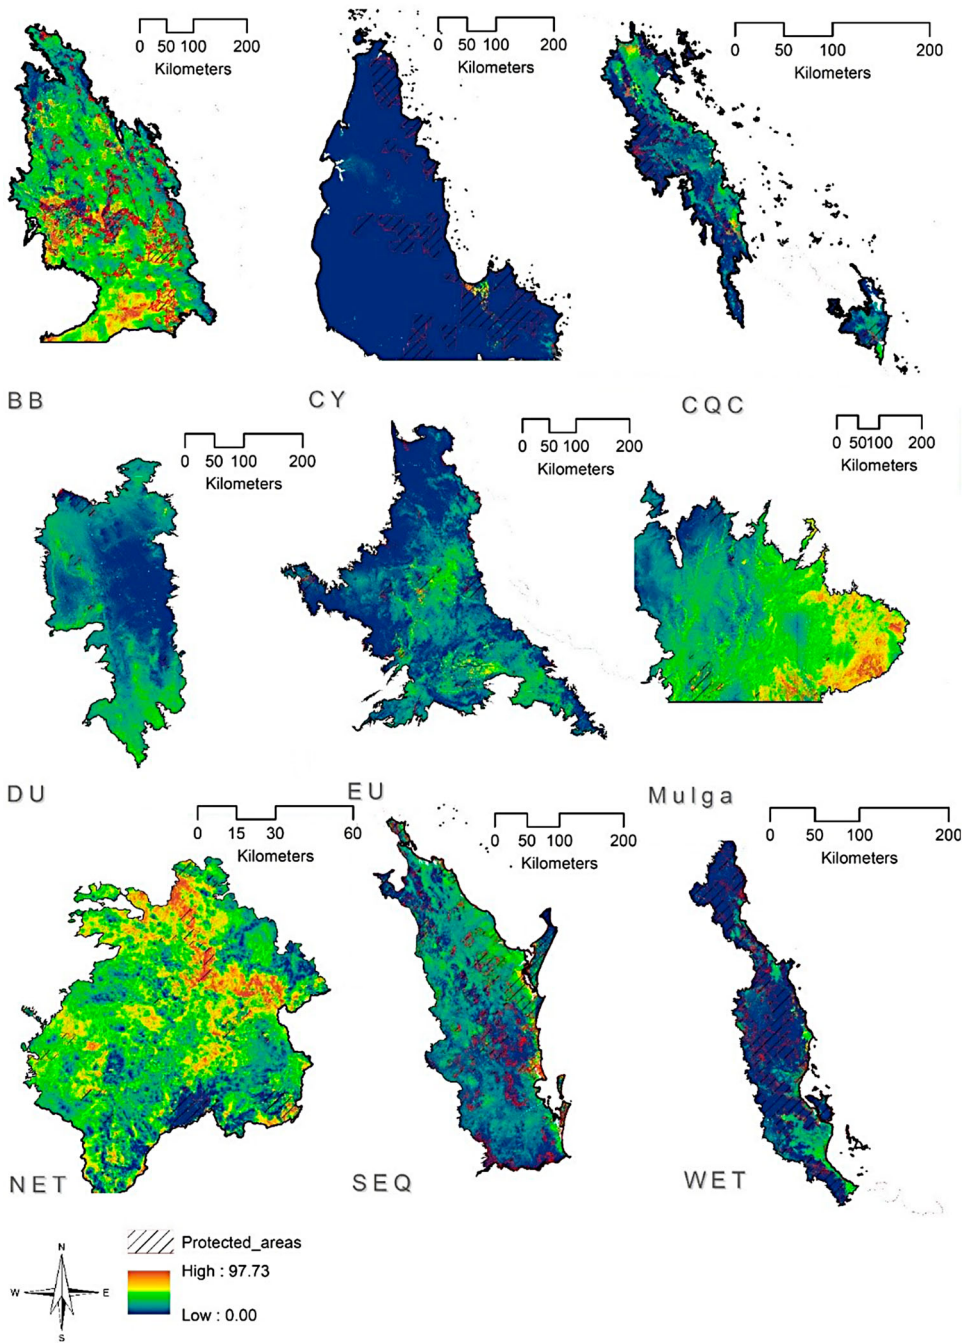 0 50 100 200
Kilometers
0 50 100 200
Kilometers
0 50 100 200
Kilometers
BB
CY
CQC
0 50 100 200
Kilometers
0 50 100 200
Kilometers
0 50100 200
Kilometers
DU
EU
Mulga
0 15 30 60
Kilometers
0 50 100 200
Kilometers
0 50 100 200
Kilometers
NET
SEQ
WET
N
W E
S
Protected_areas
High : 97.73
Low : 0.00